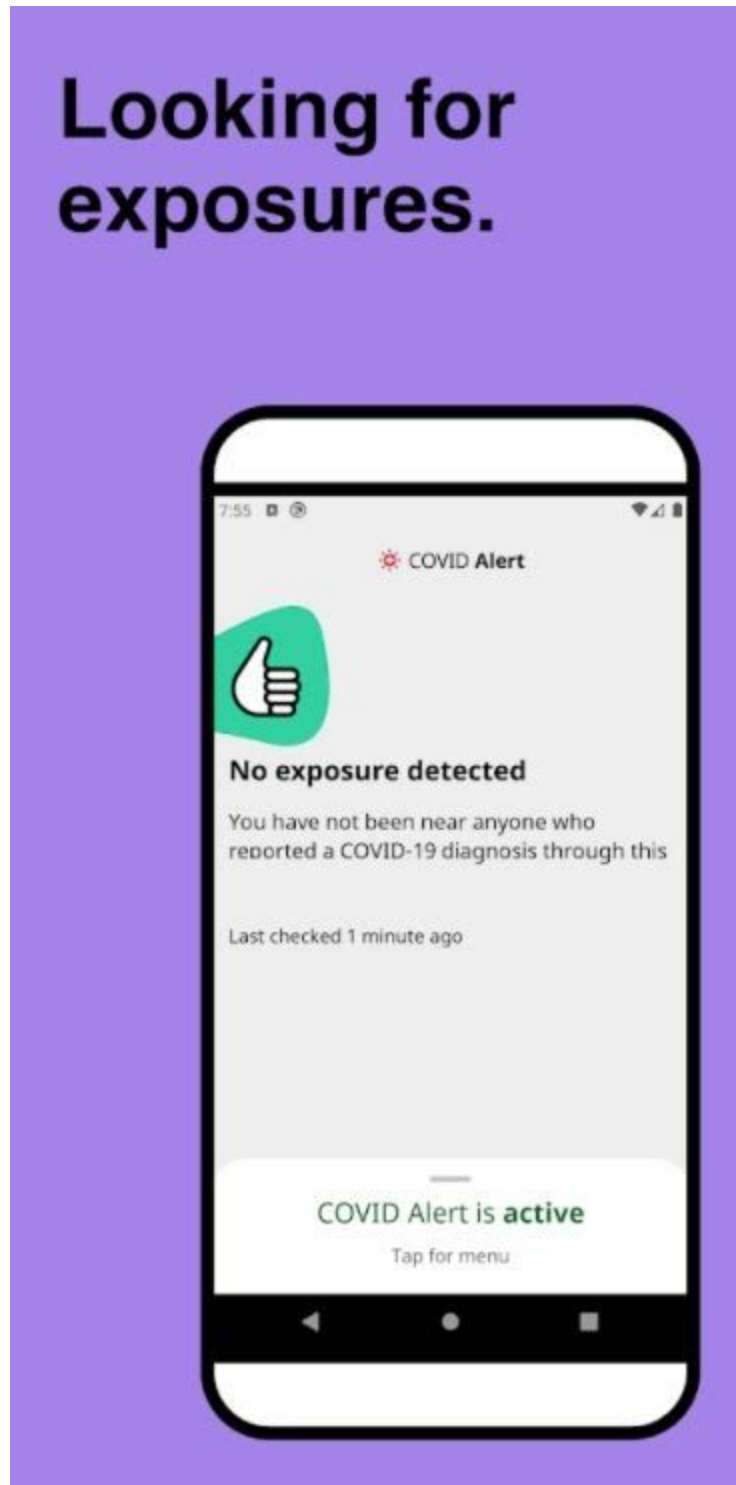 Looking for
exposures.
7:55
COVID Alert
No exposure detected
You have not been near anyone who
reported a COVID-19 diagnosis through this
Last checked 1 minute ago
COVID Alert is active
Tap for menu